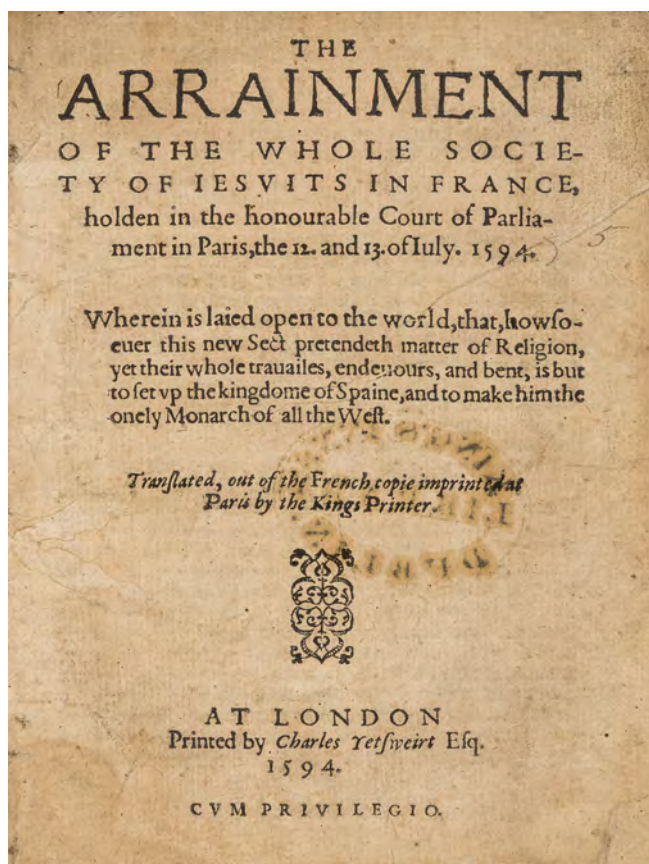 THE
ARRAINMENT
OF THE WHOLE SOCIE-
TY OF IESVITS IN FRANCE,
holden in the honourable Court of Parlia-
ment in Paris, the 12. and 13. of Iuly. 1594.
5
Wherein is laied open to the world, that, howſo-
euer this new Sect pretendeth matter of Religion,
yet their whole trauailes, endeuours, and bent, is but
to ſet vp the kingdome of Spaine, and to make him the
onely Monarch of all the Weſt.
Tranſlated, out of the French copie imprinted at
Paris by the Kings Printer.
AT LONDON
Printed by Charles Yetſweirt Eſq.
1594.
CVM PRIVILEGIO.